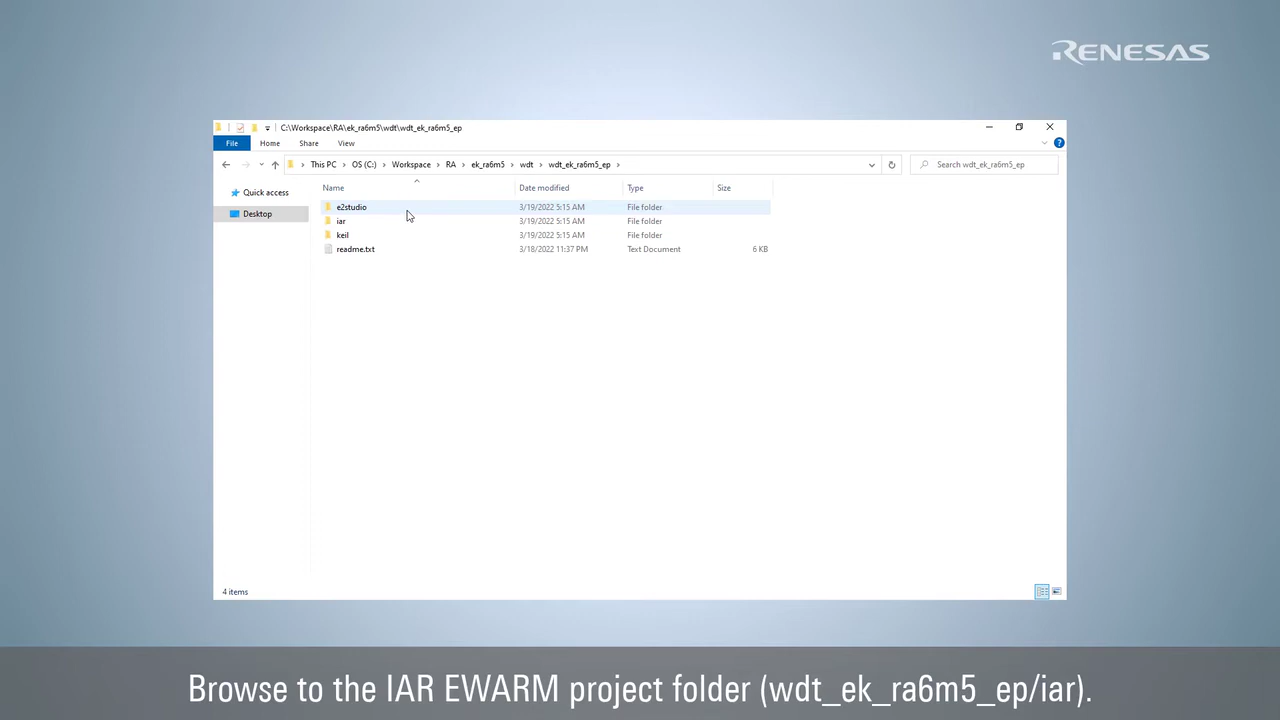 RENESAS
C:\Workspace\RA\ek_ra6m5\wdt\wdt_ek_ra6m5_ep
File Home Share View
This PC > OS (C:) > Workspace > RA > ek_ra6m5 > wdt > wdt_ek_ra6m5_ep >
Search wdt_ek_ra6m5_ep
Quick access
Desktop
Name Date modified Type Size
e2studio 3/19/2022 5:15 AM File folder
iar 3/19/2022 5:15 AM File folder
keil 3/19/2022 5:15 AM File folder
readme.txt 3/18/2022 11:37 PM Text Document 6 KB
4 items
Browse to the IAR EWARM project folder (wdt_ek_ra6m5_ep/iar).